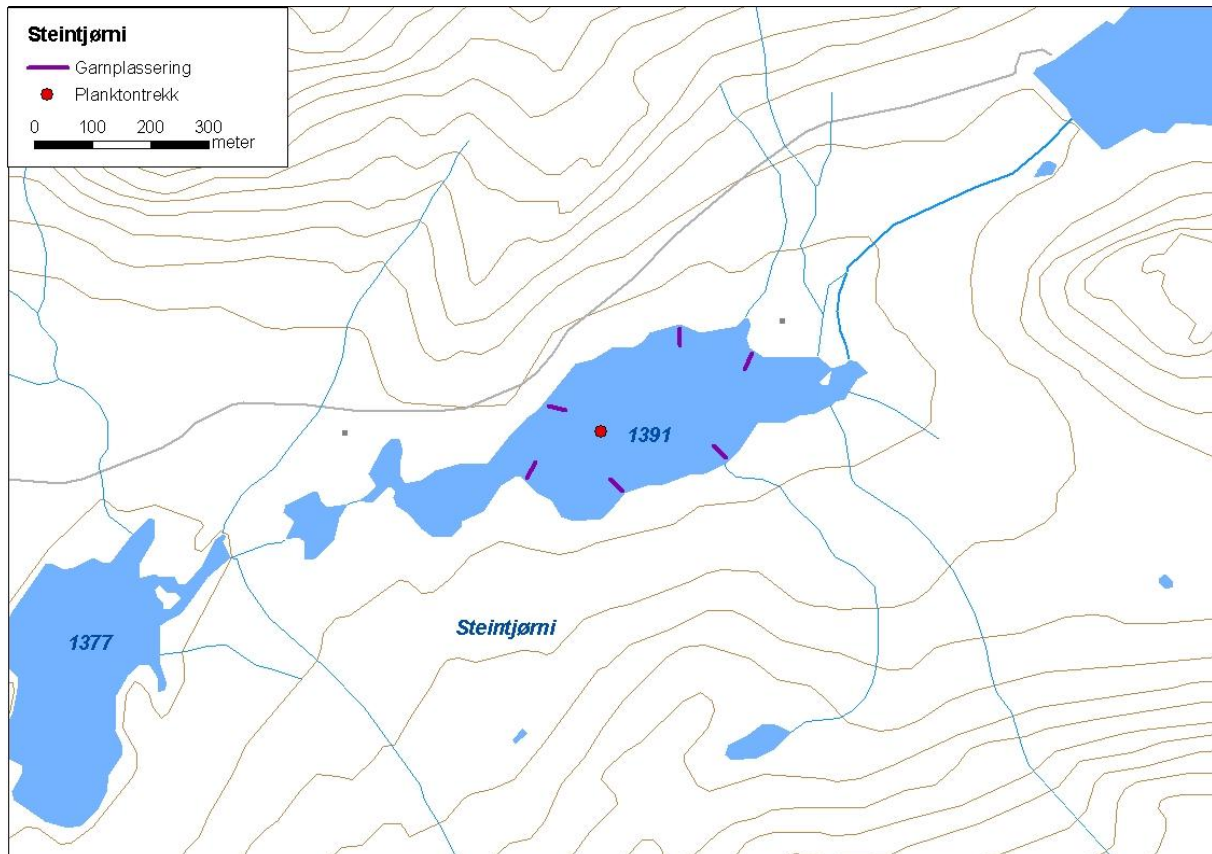 Steintjørni
Garnplassering
Planktontrekk
0 100 200 300
meter
1391
Steintjørni
1377